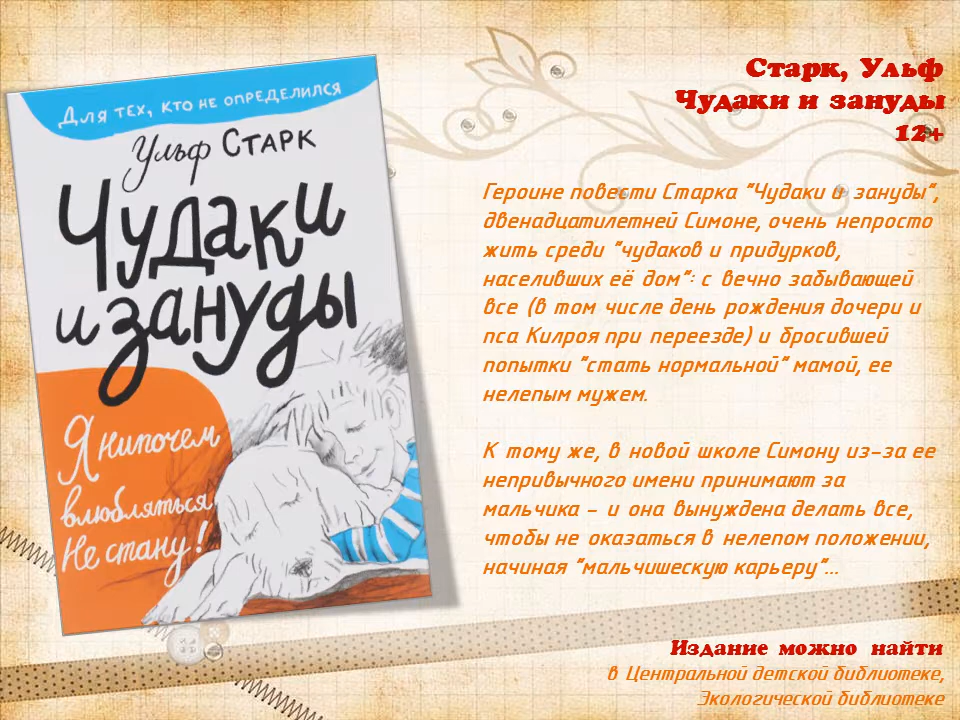 Для тех, кто не определился
Ульф Старк
Чудаки
и зануды
Я нипочем
влюбляться
Не стану!
Старк, Ульф
Чудаки и зануды
12+
Героине повести Старка "Чудаки и зануды",
двенадцатилетней Симоне, очень непросто
жить среди "чудаков и придурков,
населивших её дом": с вечно забывающей
все (в том числе день рождения дочери и
пса Килроя при переезде) и бросившей
попытки "стать нормальной" мамой, ее
нелепым мужем.
К тому же, в новой школе Симону из-за ее
непривычного имени принимают за
мальчика - и она вынуждена делать все,
чтобы не оказаться в нелепом положении,
начиная "мальчишескую карьеру"...
Издание можно найти
в Центральной детской библиотеке,
Экологической библиотеке